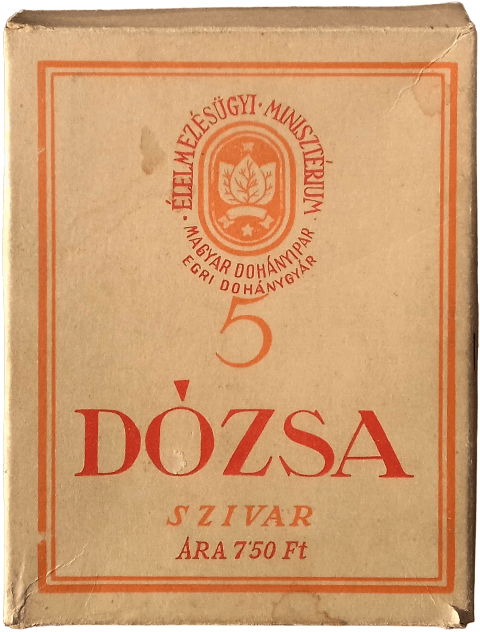 • ÉLELMEZÉSÜGYI • MINISZTÉRIUM •
MAGYAR DOHÁNYIPAR
EGRI DOHÁNYGYÁR
5
DÓZSA
SZIVAR
ÁRA 7'50 Ft